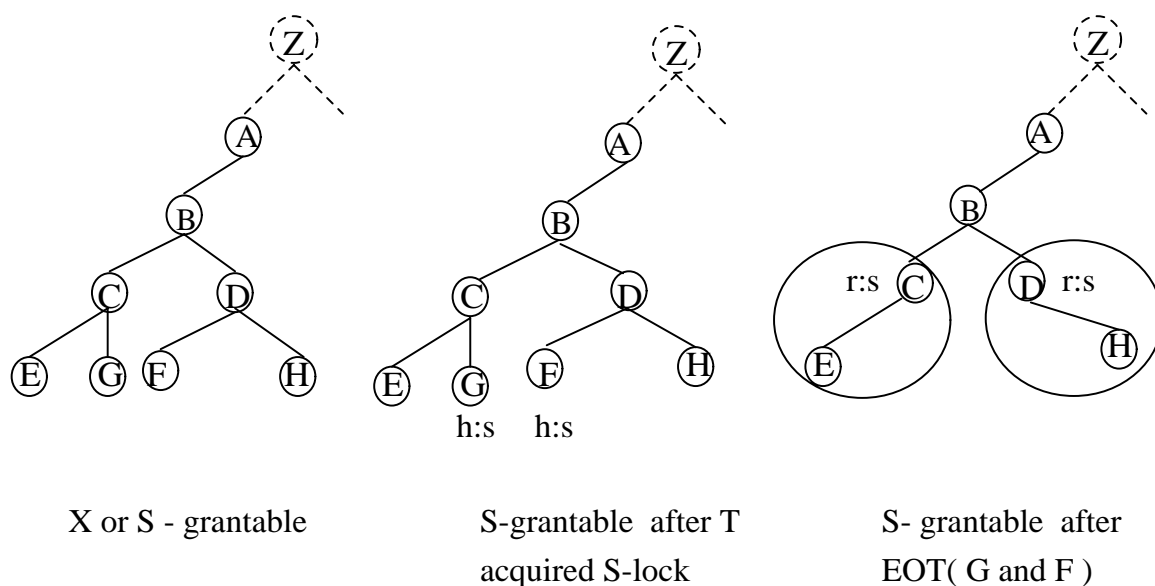 Z
A
B
C D
E G F H
X or S - grantable
Z
A
B
C D
E G F H
h:s h:s
S-grantable after T
acquired S-lock
Z
A
B
r:s C D r:s
E H
S- grantable after
EOT( G and F )